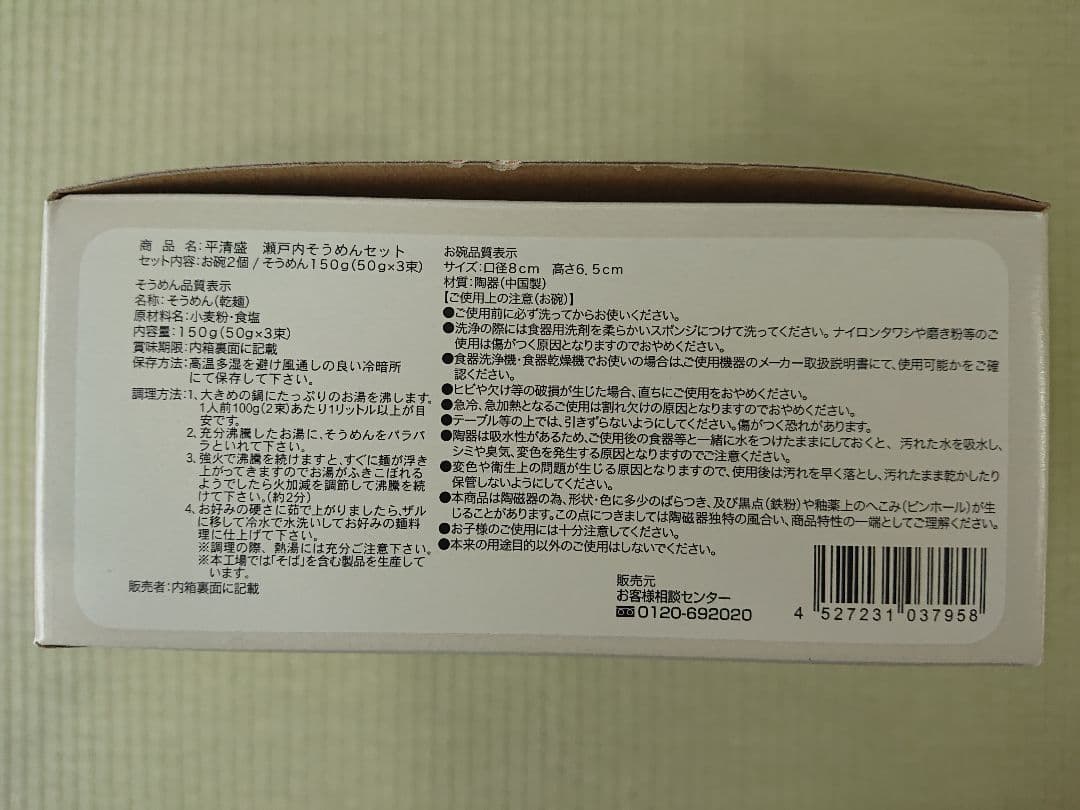 商品名:平清盛 瀬戸内そうめんセット
セット内容:お碗2個 / そうめん150g(50g×3束)
そうめん品質表示
名称:そうめん(乾麺)
原材料名:小麦粉・食塩
内容量:150g(50g×3束)
賞味期限:内箱裏面に記載
保存方法:高温多湿を避け風通しの良い冷暗所
にて保存して下さい。
調理方法:1、大きめの鍋にたっぷりのお湯を沸します。
1人前100g(2束)あたり1リットル以上が目
安です。
2、充分沸騰したお湯に、そうめんをバラバ
ラといれて下さい。
3、強火で沸騰を続けますと、すぐに麺が浮き
上がってきますのでお湯がふきこぼれる
ようでしたら火加減を調節して沸騰を続
けて下さい。(約2分)
4、お好みの硬さに茹で上がりましたら、ザル
に移して冷水で水洗いしてお好みの麺料
理に仕上げて下さい。
※調理の際、熱湯には充分ご注意下さい。
※本工場では「そば」を含む製品を生産して
います。
販売者:内箱裏面に記載
お碗品質表示
サイズ:口径8cm 高さ6.5cm
材質:陶器(中国製)
【ご使用上の注意(お碗)】
●ご使用前に必ず洗ってからお使いください。
●洗浄の際には食器用洗剤を柔らかいスポンジにつけて洗ってください。ナイロンタワシや磨き粉等のご
使用は傷がつく原因となりますのでおやめください。
●食器洗浄機・食器乾燥機でお使いの場合は、ご使用機器のメーカー取扱説明書にて、使用可能かをご確
認ください。
●ヒビや欠け等の破損が生じた場合、直ちにご使用をおやめください。
●急冷、急加熱となるご使用は割れ欠けの原因となりますのでおやめください。
●テーブル等の上では、引きずらないようにしてください。傷がつく恐れがあります。
●陶器は吸水性があるため、ご使用後の食器等と一緒に水をつけたままにしておくと、汚れた水を吸水し、
シミや臭気、変色を発生する原因となりますのでご注意ください。
●変色や衛生上の問題が生じる原因となりますので、使用後は汚れを早く落とし、汚れたまま乾かしたり
保管しないようにしてください。
●本商品は陶磁器の為、形状・色に多少のばらつき、及び黒点(鉄粉)や釉薬上のへこみ(ピンホール)が生
じることがあります。この点につきましては陶磁器独特の風合い、商品特性の一端としてご理解ください。
●お子様のご使用には十分注意してください。
●本来の用途目的以外のご使用はしないでください。
販売元
お客様相談センター
0120-692020
4 527231 037958